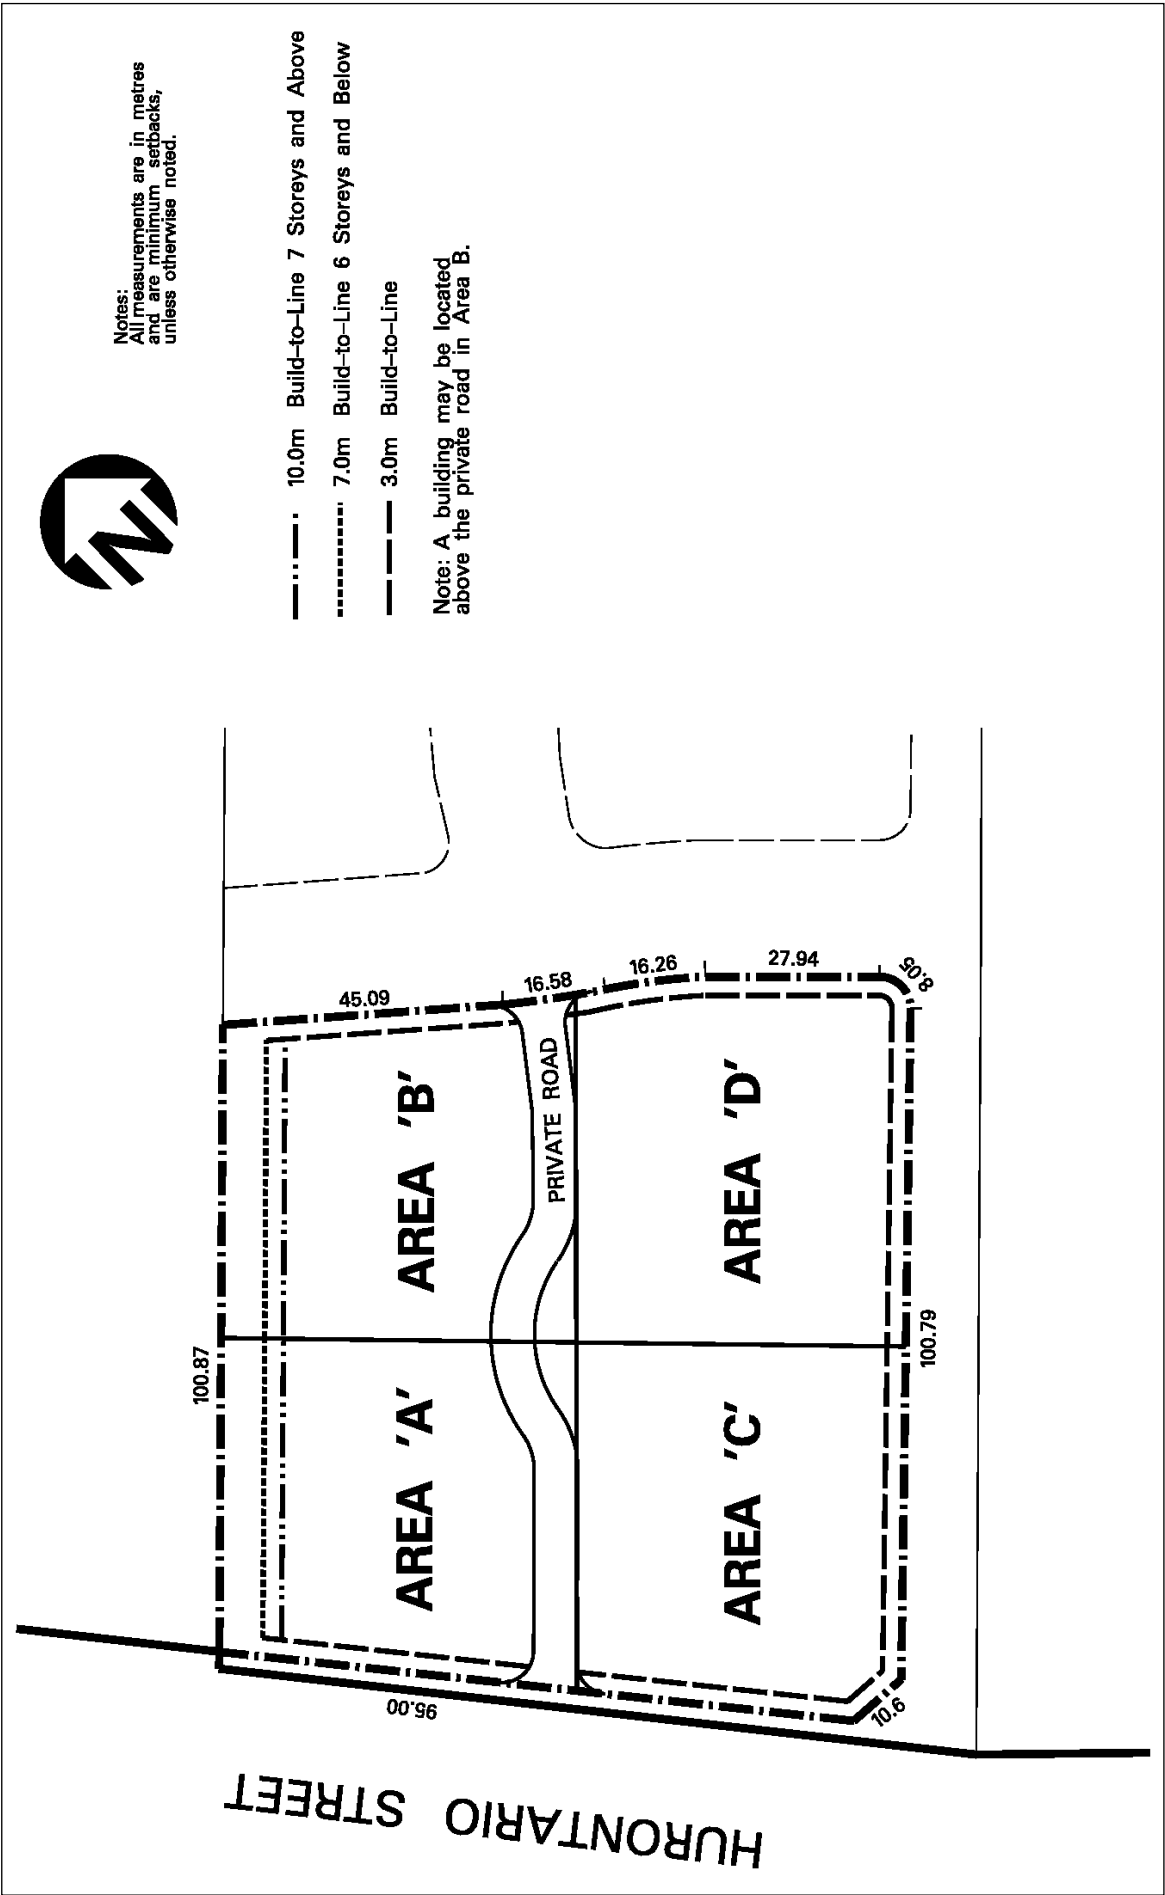 Notes:
All measurements are in metres
and are minimum setbacks,
unless otherwise noted.
N
10.0m Build-to-Line 7 Storeys and Above
7.0m Build-to-Line 6 Storeys and Below
3.0m Build-to-Line
Note: A building may be located
above the private road in Area B.
HURONTARIO STREET
95.00
100.87
45.09
16.58
16.26
27.94
8.05
100.79
10.6
AREA 'A'
AREA 'B'
PRIVATE ROAD
AREA 'C'
AREA 'D'